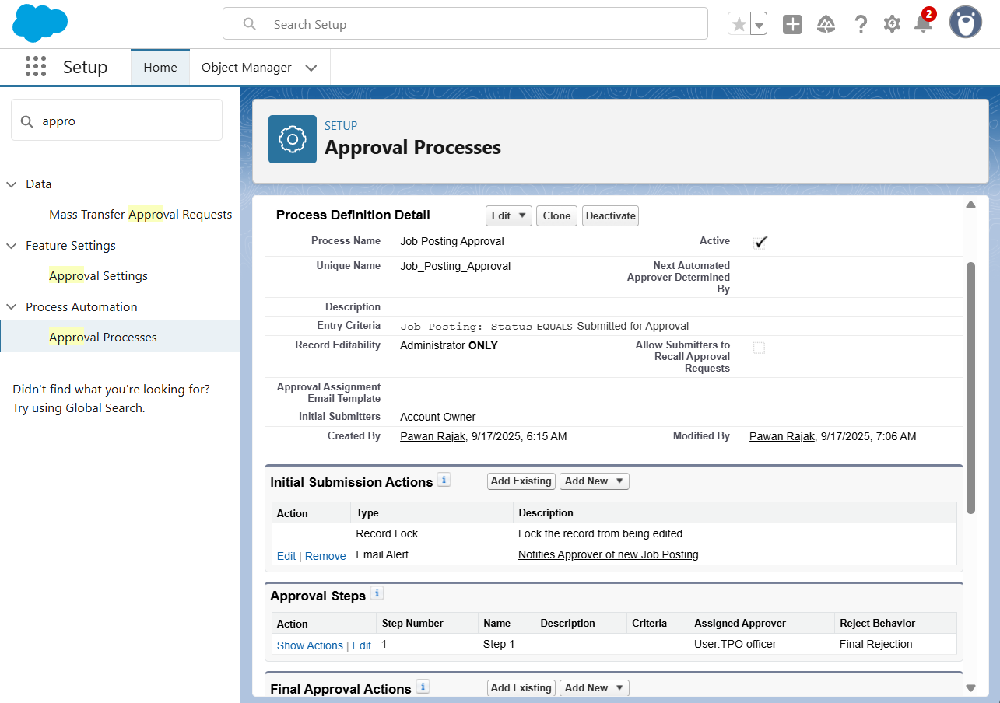 Search Setup
2
Setup
Home
Object Manager
appro
Data
Mass Transfer Approval Requests
Feature Settings
Approval Settings
Process Automation
Approval Processes
Didn't find what you're looking for?
Try using Global Search.
SETUP
Approval Processes
Process Definition Detail
Edit
Clone
Deactivate
Process Name Job Posting Approval
Active
Unique Name Job_Posting_Approval
Next Automated
Approver Determined
By
Description
Entry Criteria Job Posting: Status EQUALS Submitted for Approval
Record Editability Administrator ONLY
Allow Submitters to
Recall Approval
Requests
Approval Assignment
Email Template
Initial Submitters Account Owner
Created By Pawan Rajak, 9/17/2025, 6:15 AM
Modified By Pawan Rajak, 9/17/2025, 7:06 AM
Initial Submission Actions i
Add Existing
Add New
Action Type Description
Record Lock Lock the record from being edited
Edit | Remove Email Alert Notifies Approver of new Job Posting
Approval Steps i
Action Step Number Name Description Criteria Assigned Approver Reject Behavior
Show Actions | Edit 1 Step 1 User:TPO officer Final Rejection
Final Approval Actions i
Add Existing
Add New